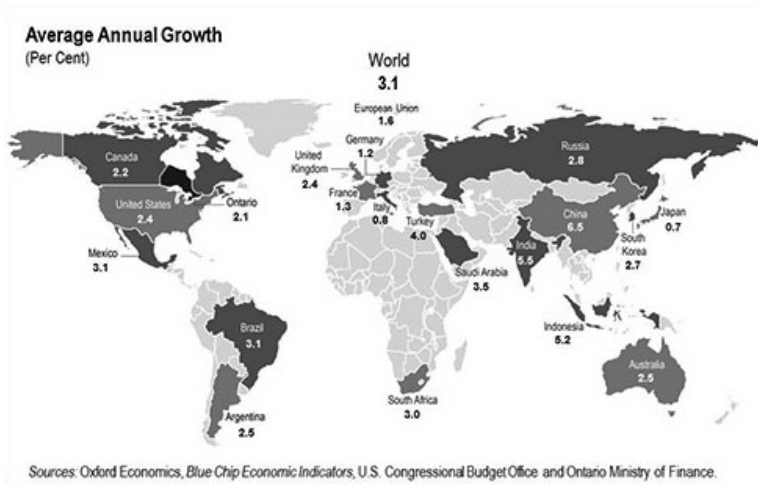 Average Annual Growth
(Per Cent)
World
3.1
European Union
1.6
Germany
1.2
United
Kingdom
2.4
France
1.3
Italy
0.8
Turkey
4.0
Russia
2.8
Canada
2.2
United States
2.4
Ontario
2.1
Mexico
3.1
China
6.5
Japan
0.7
South
Korea
2.7
India
5.5
Saudi Arabia
3.5
Indonesia
5.2
Brazil
3.1
Australia
2.5
South Africa
3.0
Argentina
2.5
Sources: Oxford Economics, Blue Chip Economic Indicators, U.S. Congressional Budget Office and Ontario Ministry of Finance.